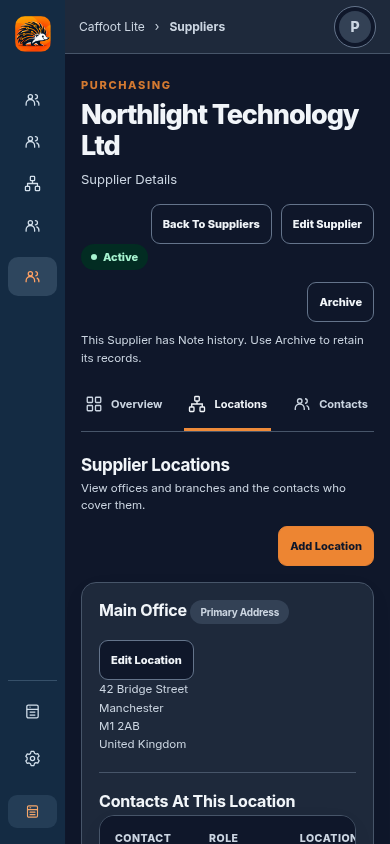 Caffoot Lite › Suppliers
P
PURCHASING
Northlight Technology
Ltd
Supplier Details
Back To Suppliers
Edit Supplier
Active
Archive
This Supplier has Note history. Use Archive to retain
its records.
Overview
Locations
Contacts
Supplier Locations
View offices and branches and the contacts who
cover them.
Add Location
Main Office
Primary Address
Edit Location
42 Bridge Street
Manchester
M1 2AB
United Kingdom
Contacts At This Location
CONTACT ROLE LOCATION